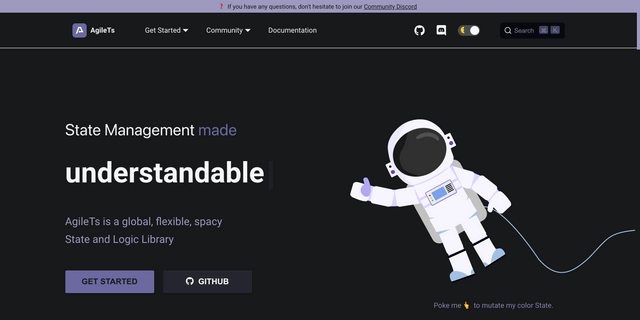 ❓ If you have any questions, don't hesitate to join our Community Discord
AgileTs
Get Started
Community
Documentation
Search
⌘
K
State Management made
understandable
AgileTs is a global, flexible, spacy
State and Logic Library
GET STARTED
GITHUB
Poke me 👆 to mutate my color State.